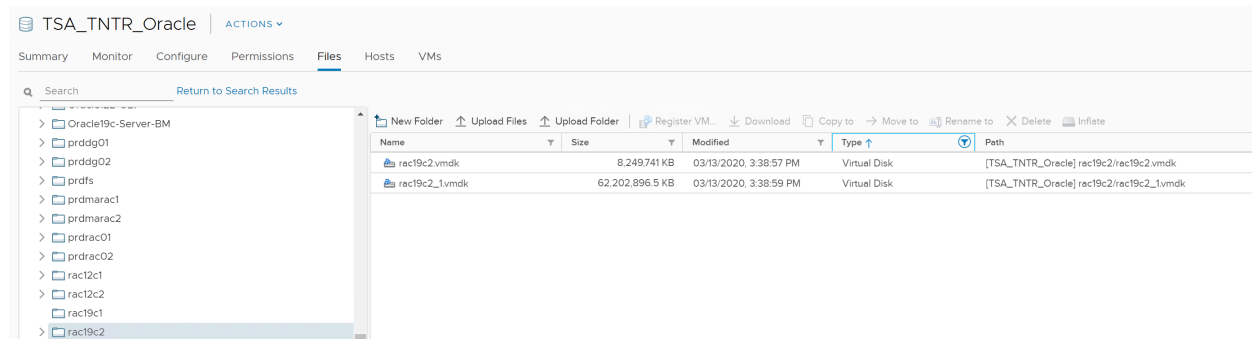 TSA_TNTR_Oracle ACTIONS
Summary Monitor Configure Permissions Files Hosts VMs
Search Return to Search Results
Oracle19c-Server-BM
prddg01
prddg02
prdfs
prdmarac1
prdmarac2
prdrac01
prdrac02
rac12c1
rac12c2
rac19c1
rac19c2
New Folder Upload Files Upload Folder Register VM... Download Copy to Move to Rename to Delete Inflate
Name Size Modified Type Path
rac19c2.vmdk 8,249,741 KB 03/13/2020, 3:38:57 PM Virtual Disk [TSA_TNTR_Oracle] rac19c2/rac19c2.vmdk
rac19c2_1.vmdk 62,202,896.5 KB 03/13/2020, 3:38:59 PM Virtual Disk [TSA_TNTR_Oracle] rac19c2/rac19c2_1.vmdk